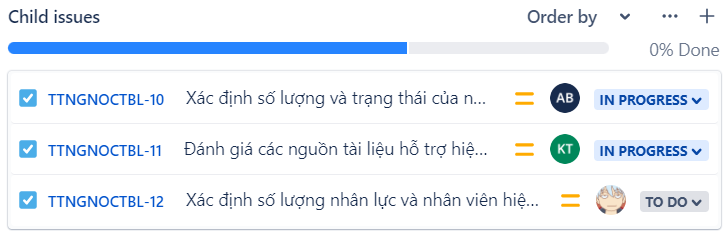 Child issues Order by
0% Done
TTNGNOCTBL-10 Xác định số lượng và trạng thái của n... AB IN PROGRESS
TTNGNOCTBL-11 Đánh giá các nguồn tài liệu hỗ trợ hiệ... KT IN PROGRESS
TTNGNOCTBL-12 Xác định số lượng nhân lực và nhân viên hiệ... TO DO